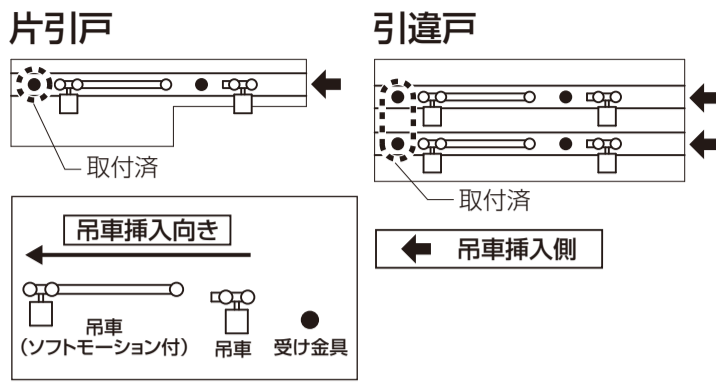 片引戸
取付済
引違戸
取付済
吊車挿入向き
吊車
(ソフトモーション付)
吊車
受け金具
吊車挿入側